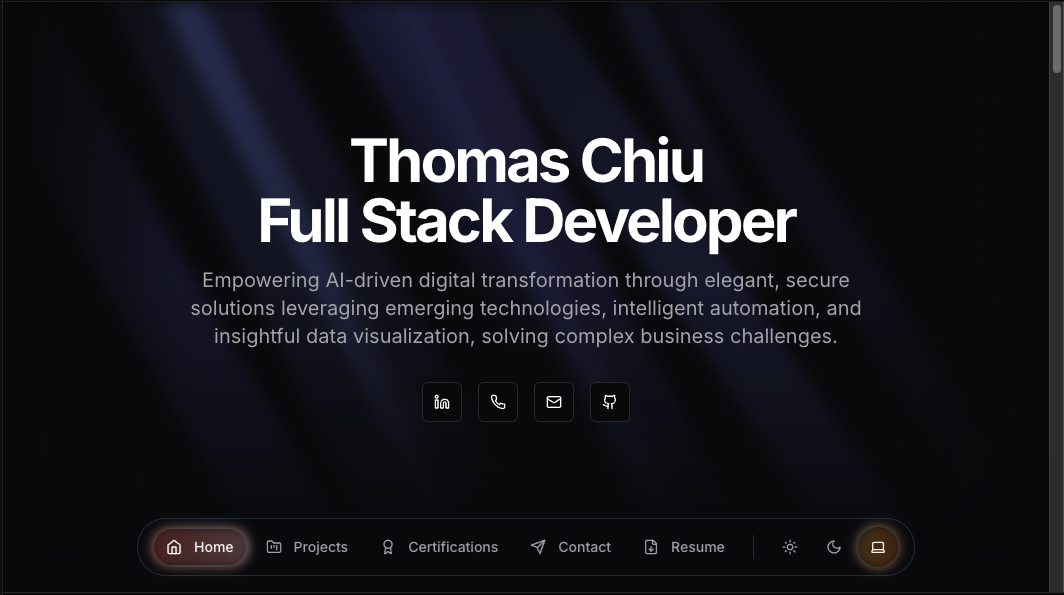 Thomas Chiu
Full Stack Developer
Empowering AI-driven digital transformation through elegant, secure
solutions leveraging emerging technologies, intelligent automation, and
insightful data visualization, solving complex business challenges.
Home Projects Certifications Contact Resume